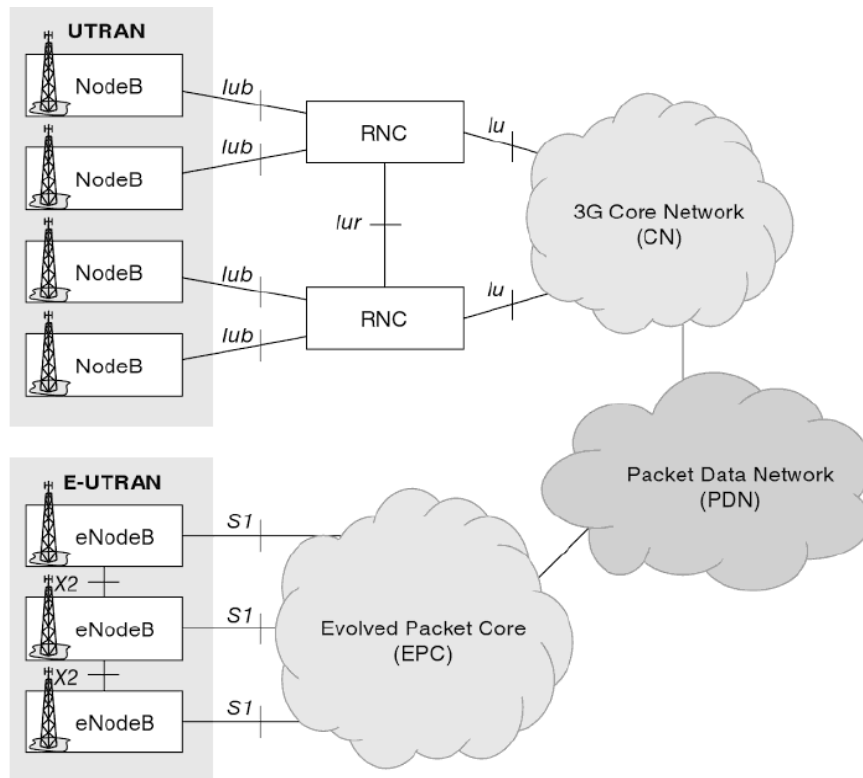 UTRAN
NodeB
Iub
NodeB
Iub
RNC
Iu
Iur
3G Core Network
(CN)
NodeB
Iub
NodeB
Iub
RNC
Iu
Packet Data Network
(PDN)
E-UTRAN
eNodeB
S1
X2
eNodeB
S1
X2
eNodeB
S1
Evolved Packet Core
(EPC)